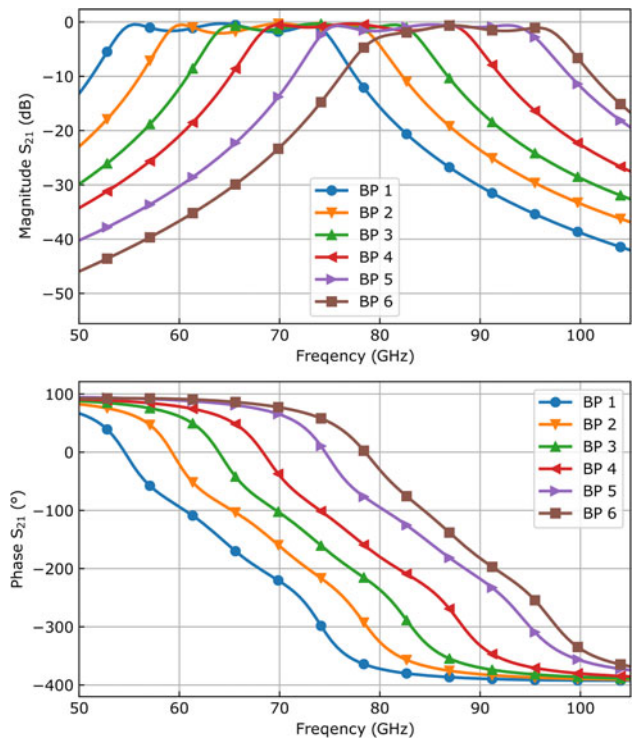 0
−10
−20
−30
−40
−50
Magnitude S21 (dB)
BP 1
BP 2
BP 3
BP 4
BP 5
BP 6
50 60 70 80 90 100
Freqency (GHz)
100
0
−100
−200
−300
−400
Phase S21 (°)
BP 1
BP 2
BP 3
BP 4
BP 5
BP 6
50 60 70 80 90 100
Freqency (GHz)